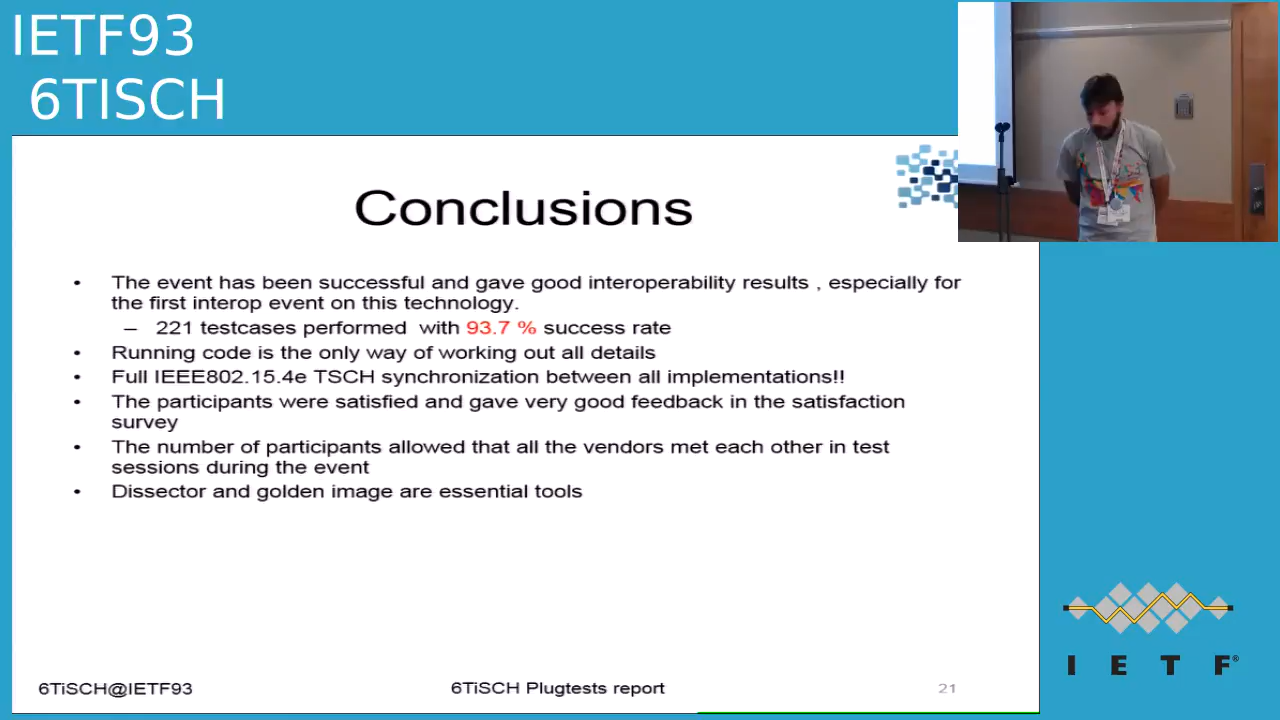 IETF93
6TISCH
Conclusions
• The event has been successful and gave good interoperability results , especially for
the first interop event on this technology.
– 221 testcases performed with 93.7 % success rate
• Running code is the only way of working out all details
• Full IEEE802.15.4e TSCH synchronization between all implementations!!
• The participants were satisfied and gave very good feedback in the satisfaction
survey
• The number of participants allowed that all the vendors met each other in test
sessions during the event
• Dissector and golden image are essential tools
6TiSCH@IETF93
6TiSCH Plugtests report
21
I E T F®